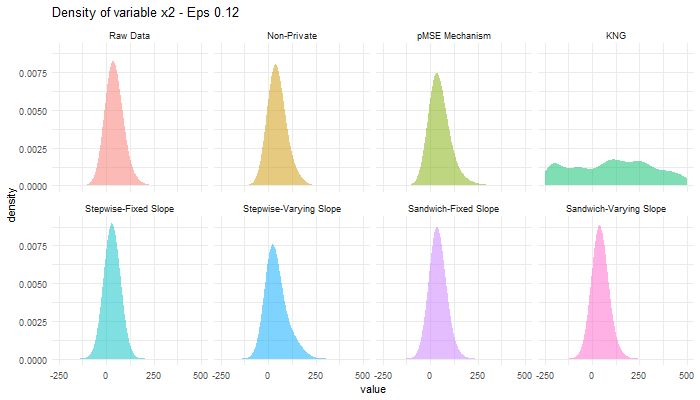 Density of variable x2 - Eps 0.12
Raw Data
Non-Private
pMSE Mechanism
KNG
0.0075
0.0050
0.0025
0.0000
density
Stepwise-Fixed Slope
Stepwise-Varying Slope
Sandwich-Fixed Slope
Sandwich-Varying Slope
0.0075
0.0050
0.0025
0.0000
-250 0 250 500
-250 0 250 500
-250 0 250 500
-250 0 250 500
value